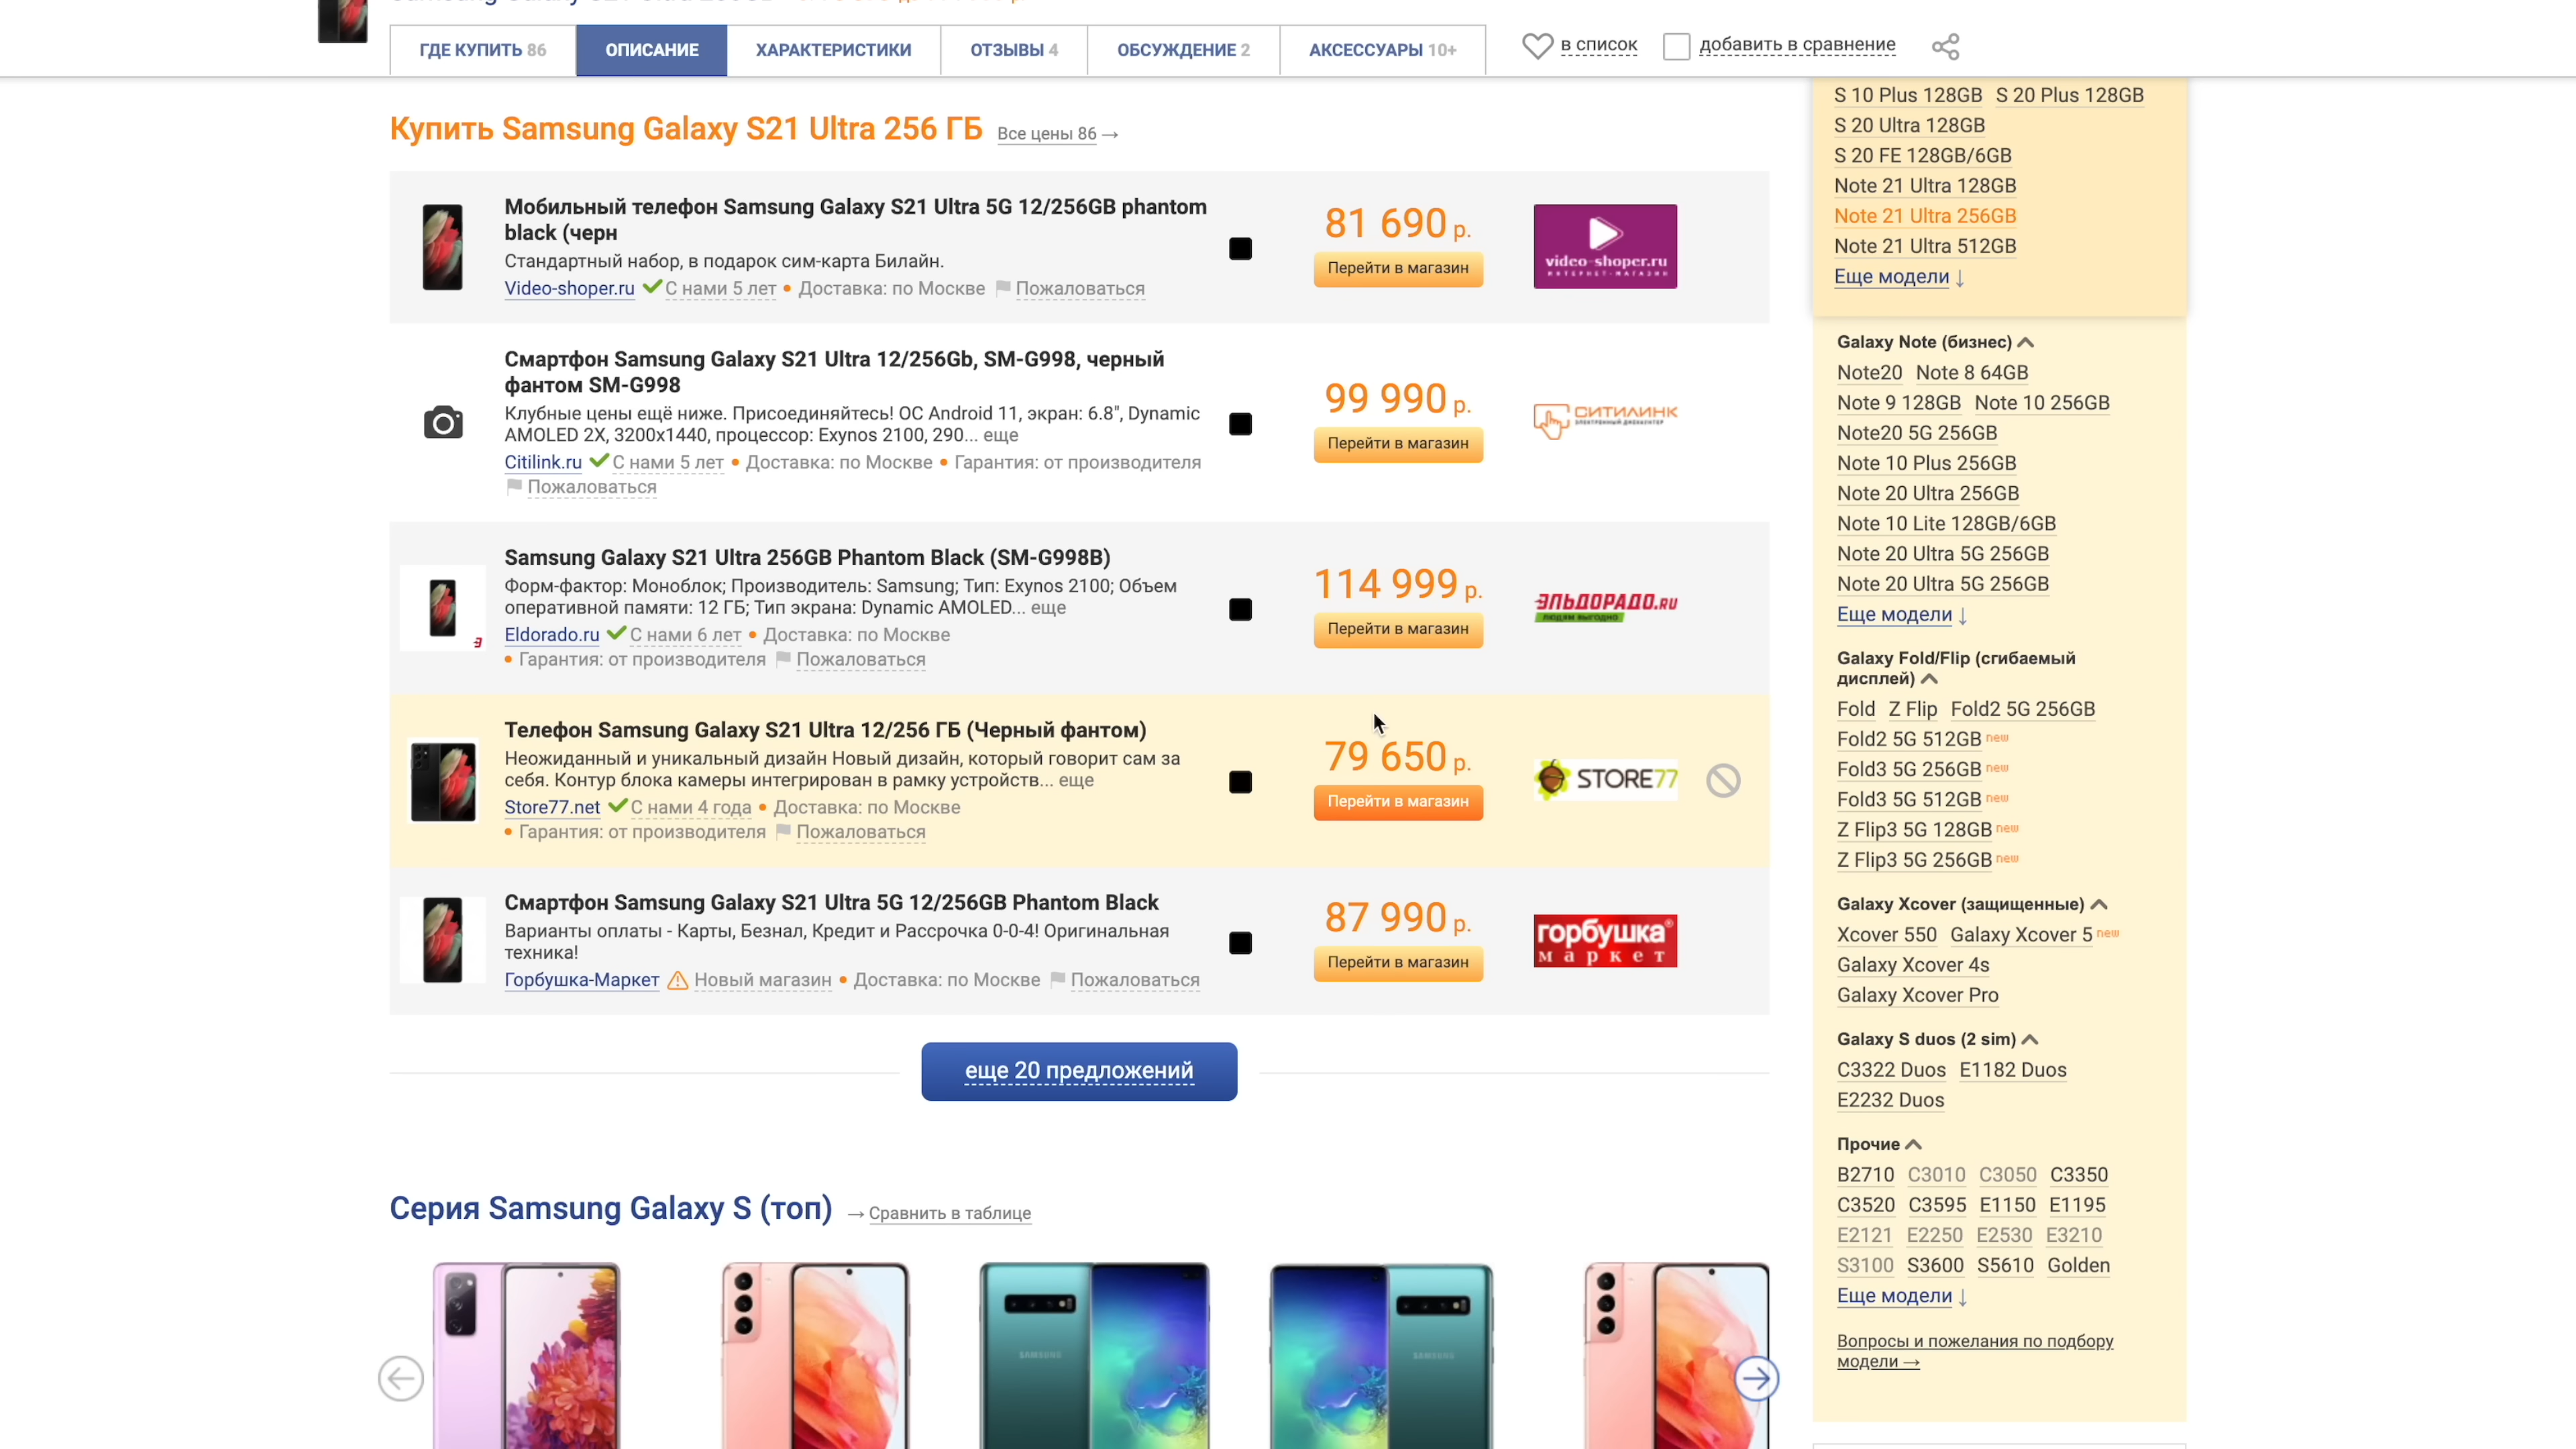 ГДЕ КУПИТЬ 86
ОПИСАНИЕ
ХАРАКТЕРИСТИКИ
ОТЗЫВЫ 4
ОБСУЖДЕНИЕ 2
АКСЕССУАРЫ 10+
в список
добавить в сравнение
Купить Samsung Galaxy S21 Ultra 256 ГБ Все цены 86 →
Мобильный телефон Samsung Galaxy S21 Ultra 5G 12/256GB phantom
black (черн
Стандартный набор, в подарок сим-карта Билайн.
Video-shoper.ru С нами 5 лет • Доставка: по Москве Пожаловаться
81 690 р.
Перейти в магазин
video-shoper.ru
ИНТЕРНЕТ-МАГАЗИН
Смартфон Samsung Galaxy S21 Ultra 12/256Gb, SM-G998, черный
фантом SM-G998
Клубные цены ещё ниже. Присоединяйтесь! ОС Android 11, экран: 6.8", Dynamic
AMOLED 2X, 3200x1440, процессор: Exynos 2100, 290... еще
Citilink.ru С нами 5 лет • Доставка: по Москве • Гарантия: от производителя
Пожаловаться
99 990 р.
Перейти в магазин
СИТИЛИНК
ЭЛЕКТРОННЫЙ ДИСКАУНТЕР
Samsung Galaxy S21 Ultra 256GB Phantom Black (SM-G998B)
Форм-фактор: Моноблок; Производитель: Samsung; Тип: Exynos 2100; Объем
оперативной памяти: 12 ГБ; Тип экрана: Dynamic AMOLED... еще
Eldorado.ru С нами 6 лет • Доставка: по Москве
• Гарантия: от производителя Пожаловаться
114 999 р.
Перейти в магазин
ЭЛЬДОРАДО.RU
ЛЮДЯМ ВЫГОДНО
Телефон Samsung Galaxy S21 Ultra 12/256 ГБ (Черный фантом)
Неожиданный и уникальный дизайн Новый дизайн, который говорит сам за
себя. Контур блока камеры интегрирован в рамку устройств... еще
Store77.net С нами 4 года • Доставка: по Москве
• Гарантия: от производителя Пожаловаться
79 650 р.
Перейти в магазин
STORE77
Смартфон Samsung Galaxy S21 Ultra 5G 12/256GB Phantom Black
Варианты оплаты - Карты, Безнал, Кредит и Рассрочка 0-0-4! Оригинальная
техника!
Горбушка-Маркет Новый магазин • Доставка: по Москве Пожаловаться
87 990 р.
Перейти в магазин
горбушка®
маркет
еще 20 предложений
Серия Samsung Galaxy S (топ) → Сравнить в таблице
SAMSUNG
SAMSUNG
S 10 Plus 128GB S 20 Plus 128GB
S 20 Ultra 128GB
S 20 FE 128GB/6GB
Note 21 Ultra 128GB
Note 21 Ultra 256GB
Note 21 Ultra 512GB
Еще модели ↓
Galaxy Note (бизнес)
Note20 Note 8 64GB
Note 9 128GB Note 10 256GB
Note20 5G 256GB
Note 10 Plus 256GB
Note 20 Ultra 256GB
Note 10 Lite 128GB/6GB
Note 20 Ultra 5G 256GB
Note 20 Ultra 5G 256GB
Еще модели ↓
Galaxy Fold/Flip (сгибаемый
дисплей)
Fold Z Flip Fold2 5G 256GB
Fold2 5G 512GB new
Fold3 5G 256GB new
Fold3 5G 512GB new
Z Flip3 5G 128GB new
Z Flip3 5G 256GB new
Galaxy Xcover (защищенные)
Xcover 550 Galaxy Xcover 5 new
Galaxy Xcover 4s
Galaxy Xcover Pro
Galaxy S duos (2 sim)
C3322 Duos E1182 Duos
E2232 Duos
Прочие
B2710 C3010 C3050 C3350
C3520 C3595 E1150 E1195
E2121 E2250 E2530 E3210
S3100 S3600 S5610 Golden
Еще модели ↓
Вопросы и пожелания по подбору
модели →